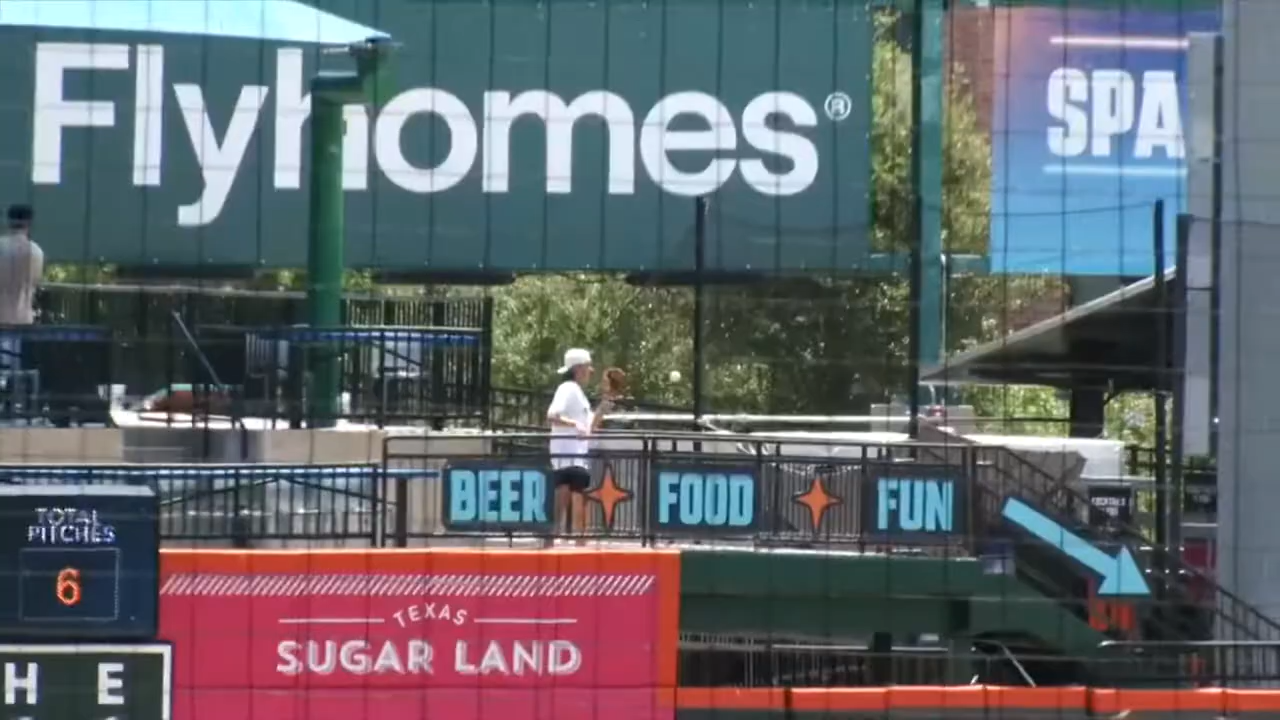 Flyhomes®
SPA
BEER FOOD FUN
TOTAL
PITCHES
6
TEXAS
SUGAR LAND
H E